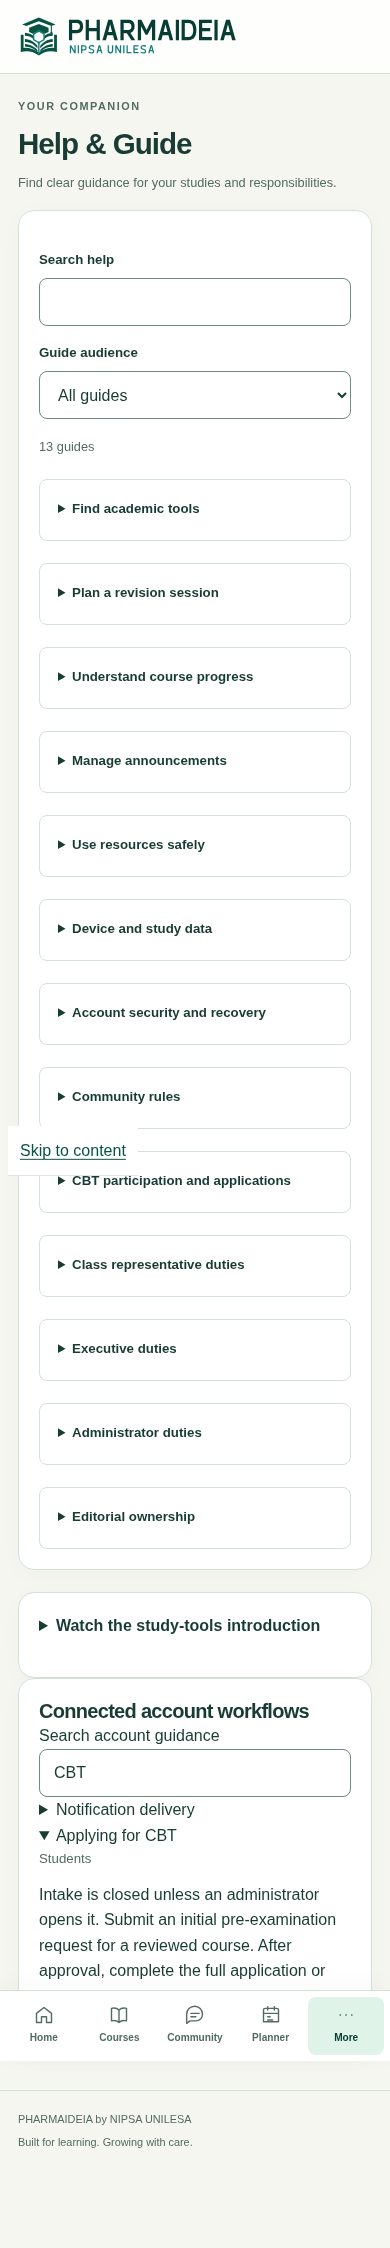 PHARMAIDEIA
NIPSA UNILESA
YOUR COMPANION
Help & Guide
Find clear guidance for your studies and responsibilities.
Search help
Guide audience
All guides
13 guides
Find academic tools
Plan a revision session
Understand course progress
Manage announcements
Use resources safely
Device and study data
Account security and recovery
Community rules
Skip to content
CBT participation and applications
Class representative duties
Executive duties
Administrator duties
Editorial ownership
Watch the study-tools introduction
Connected account workflows
Search account guidance
CBT
Notification delivery
Applying for CBT
Students
Intake is closed unless an administrator
opens it. Submit an initial pre-examination
request for a reviewed course. After
approval, complete the full application or
Home
Courses
Community
Planner
More
PHARMAIDEIA by NIPSA UNILESA
Built for learning. Growing with care.